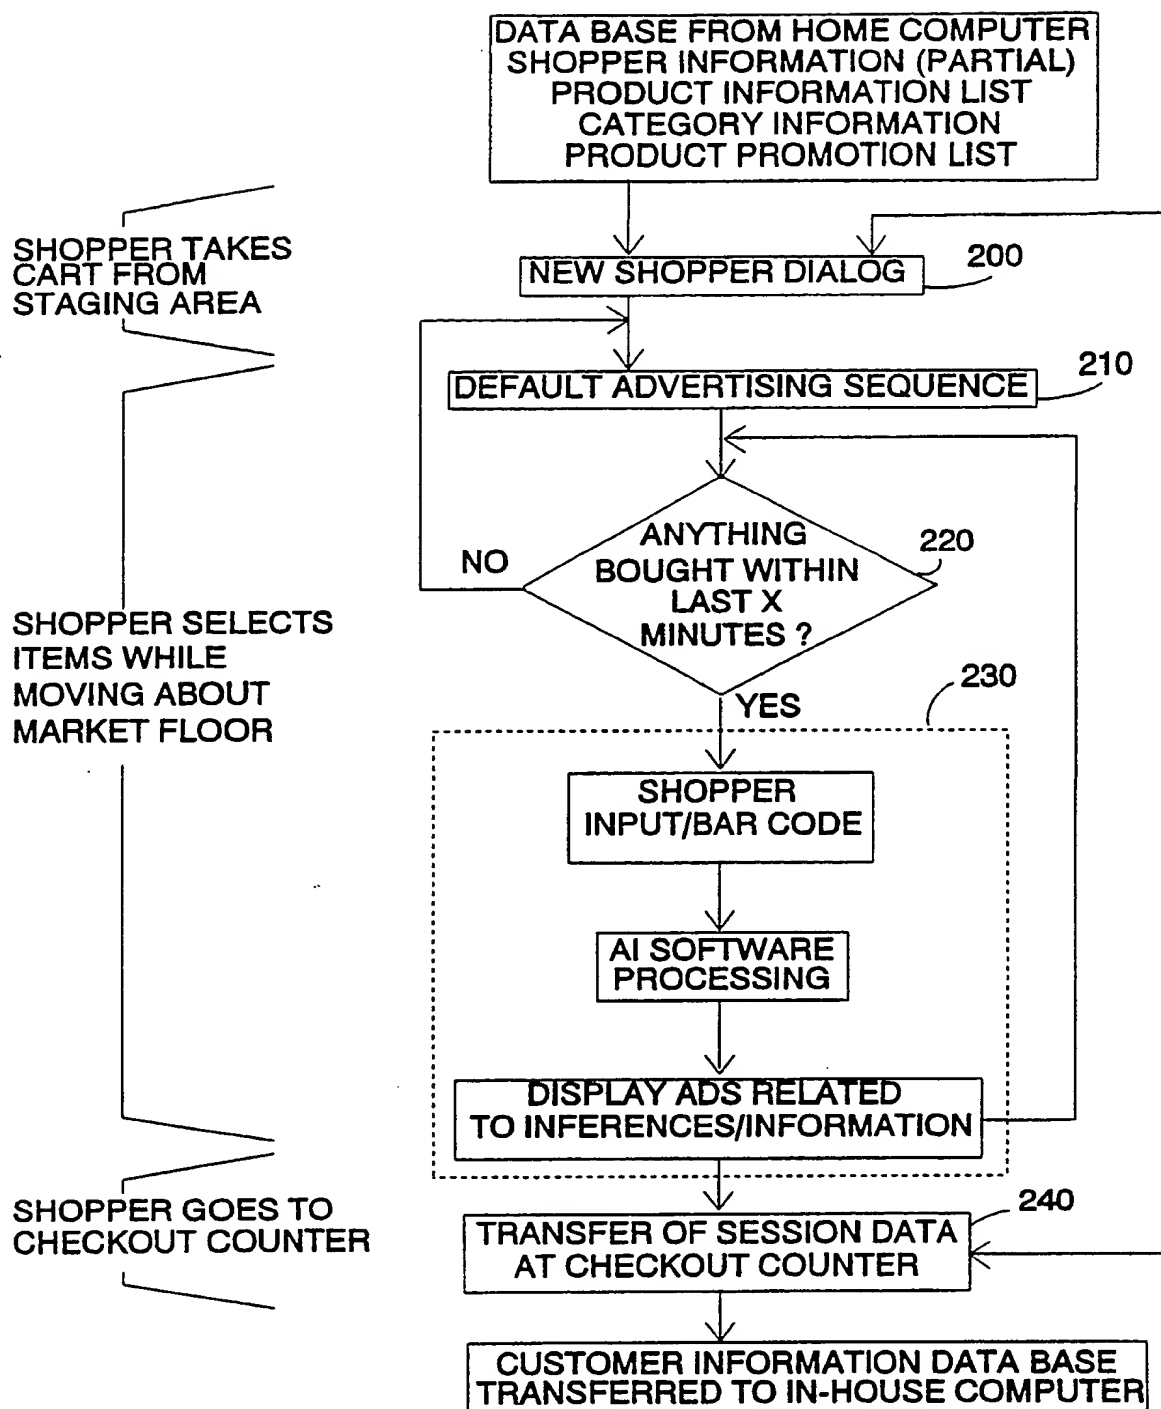 DATA BASE FROM HOME COMPUTER
SHOPPER INFORMATION (PARTIAL)
PRODUCT INFORMATION LIST
CATEGORY INFORMATION
PRODUCT PROMOTION LIST
SHOPPER TAKES
CART FROM
STAGING AREA
NEW SHOPPER DIALOG
200
DEFAULT ADVERTISING SEQUENCE
210
ANYTHING
BOUGHT WITHIN
LAST X
MINUTES ?
220
NO
YES
SHOPPER SELECTS
ITEMS WHILE
MOVING ABOUT
MARKET FLOOR
230
SHOPPER
INPUT/BAR CODE
AI SOFTWARE
PROCESSING
DISPLAY ADS RELATED
TO INFERENCES/INFORMATION
SHOPPER GOES TO
CHECKOUT COUNTER
240
TRANSFER OF SESSION DATA
AT CHECKOUT COUNTER
CUSTOMER INFORMATION DATA BASE
TRANSFERRED TO IN-HOUSE COMPUTER